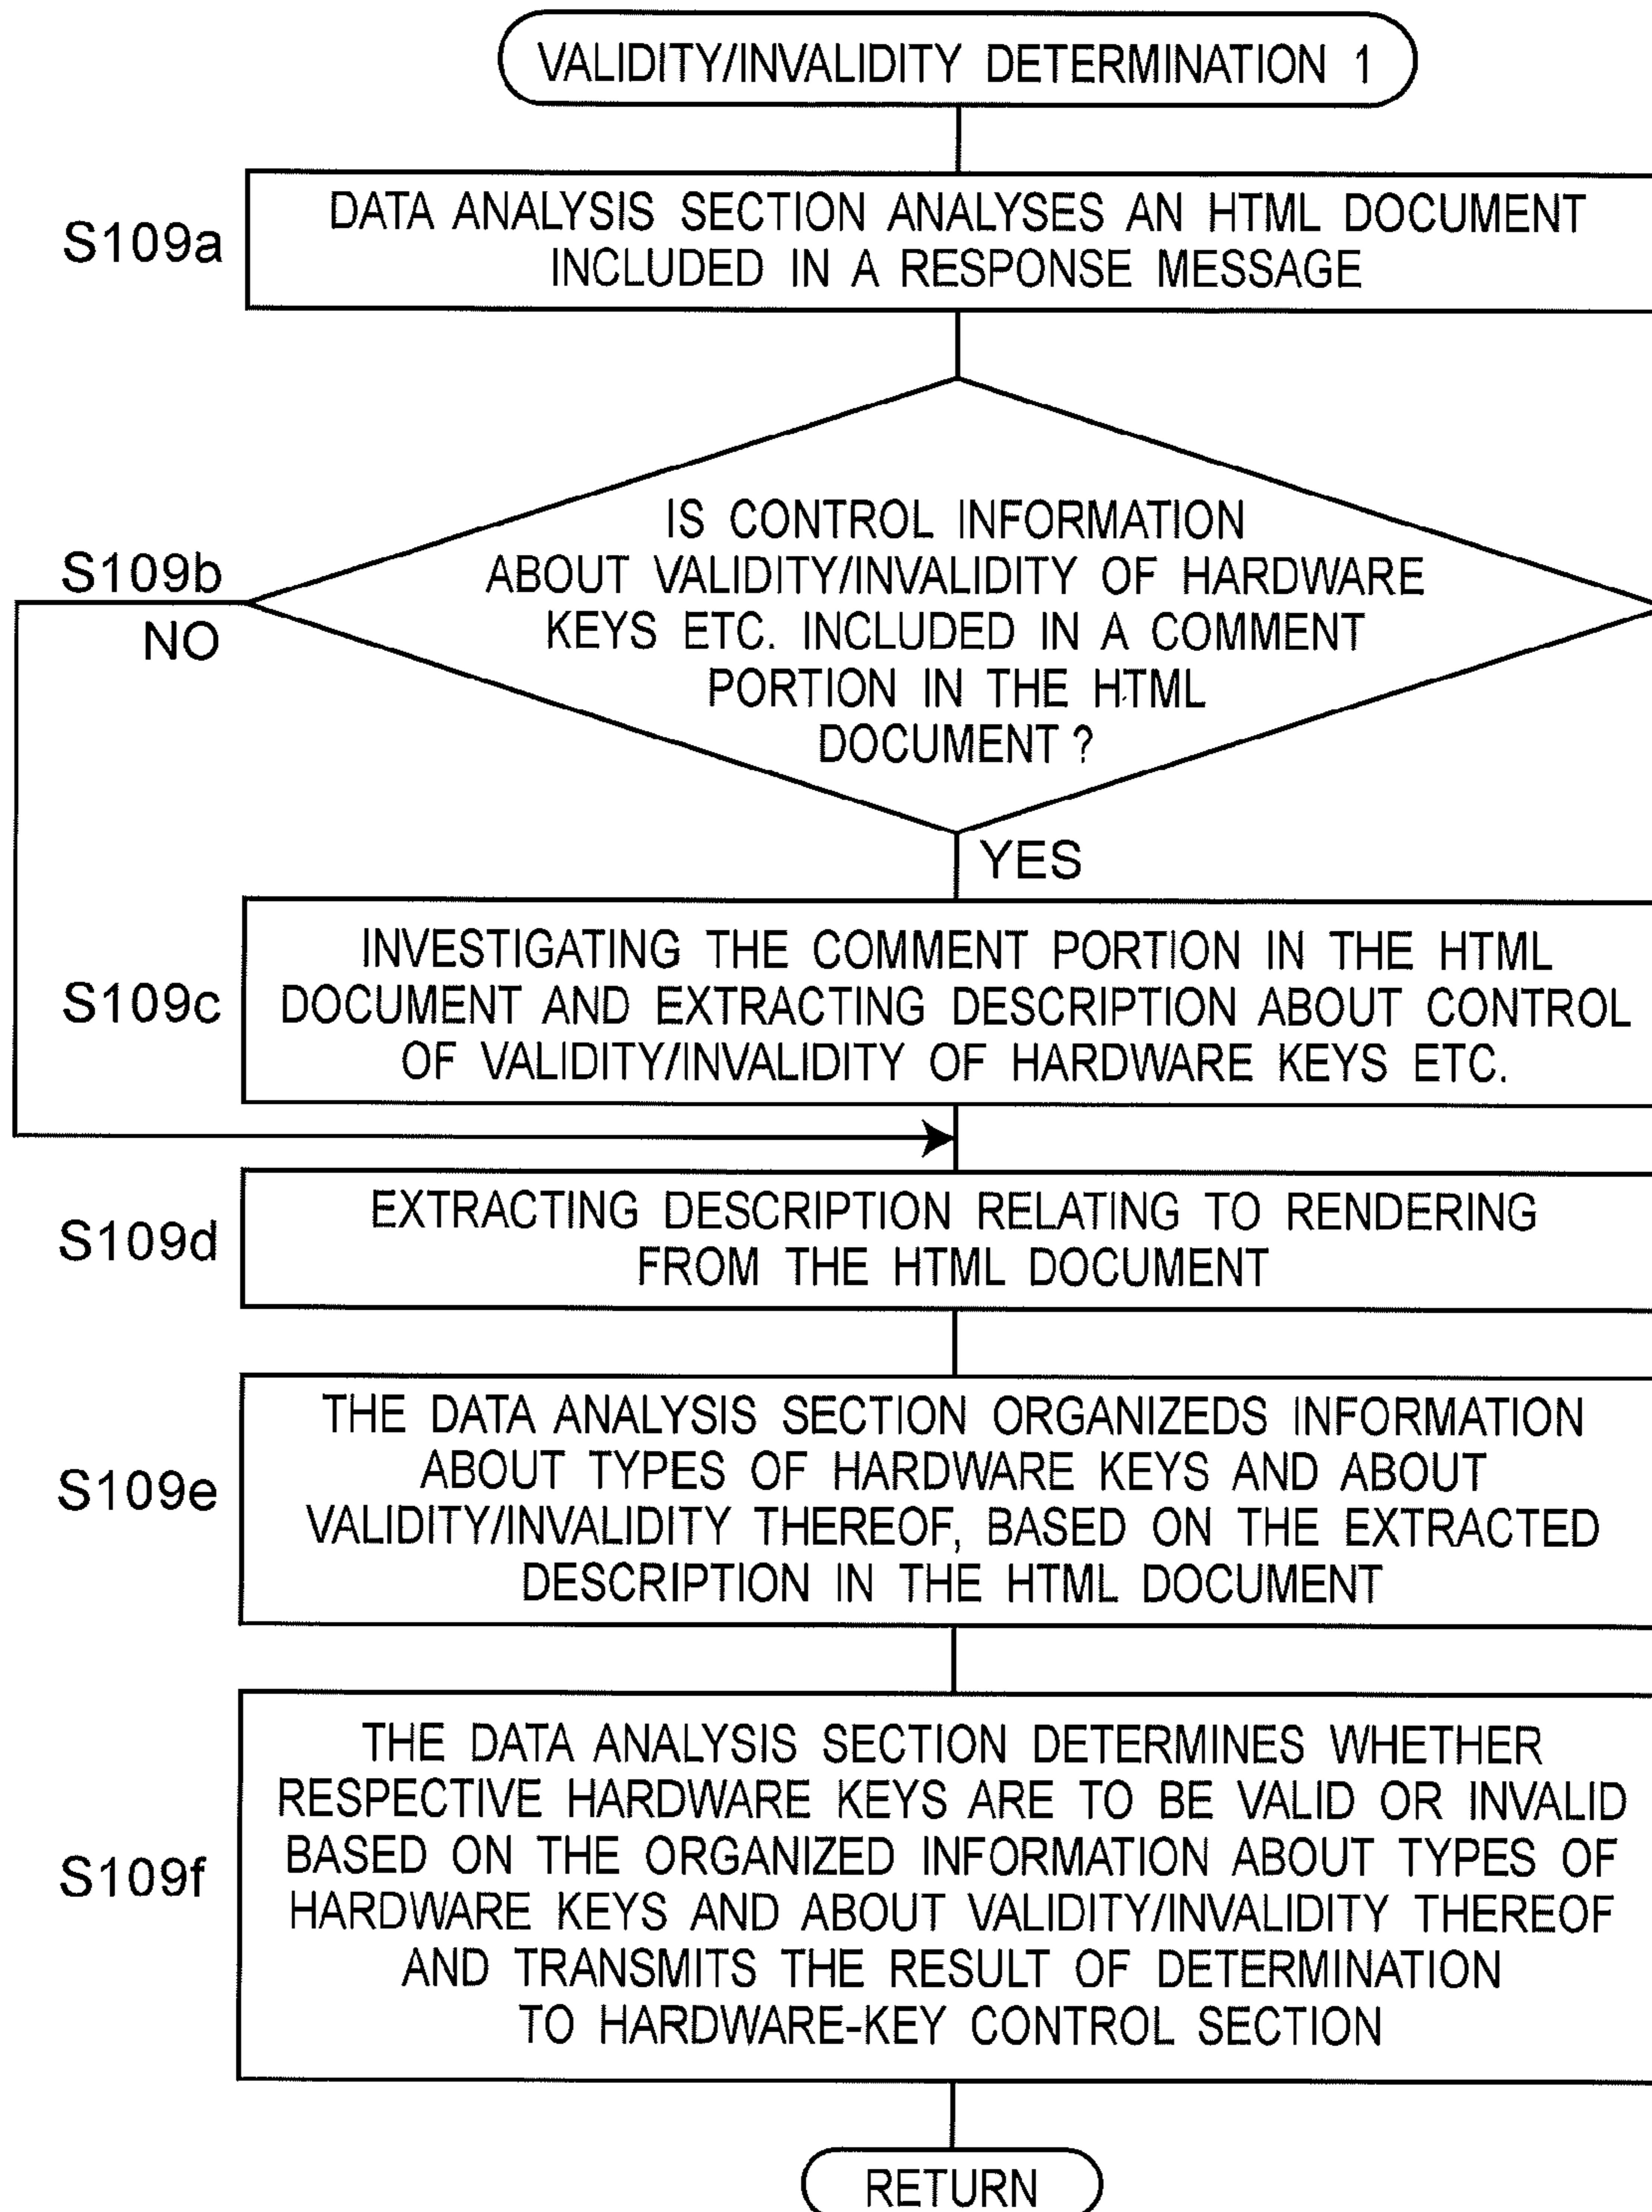 VALIDITY/INVALIDITY DETERMINATION 1
S109a
DATA ANALYSIS SECTION ANALYSES AN HTML DOCUMENT
INCLUDED IN A RESPONSE MESSAGE
S109b
NO
IS CONTROL INFORMATION
ABOUT VALIDITY/INVALIDITY OF HARDWARE
KEYS ETC. INCLUDED IN A COMMENT
PORTION IN THE HTML
DOCUMENT ?
YES
S109c
INVESTIGATING THE COMMENT PORTION IN THE HTML
DOCUMENT AND EXTRACTING DESCRIPTION ABOUT CONTROL
OF VALIDITY/INVALIDITY OF HARDWARE KEYS ETC.
S109d
EXTRACTING DESCRIPTION RELATING TO RENDERING
FROM THE HTML DOCUMENT
S109e
THE DATA ANALYSIS SECTION ORGANIZEDS INFORMATION
ABOUT TYPES OF HARDWARE KEYS AND ABOUT
VALIDITY/INVALIDITY THEREOF, BASED ON THE EXTRACTED
DESCRIPTION IN THE HTML DOCUMENT
S109f
THE DATA ANALYSIS SECTION DETERMINES WHETHER
RESPECTIVE HARDWARE KEYS ARE TO BE VALID OR INVALID
BASED ON THE ORGANIZED INFORMATION ABOUT TYPES OF
HARDWARE KEYS AND ABOUT VALIDITY/INVALIDITY THEREOF
AND TRANSMITS THE RESULT OF DETERMINATION
TO HARDWARE-KEY CONTROL SECTION
RETURN